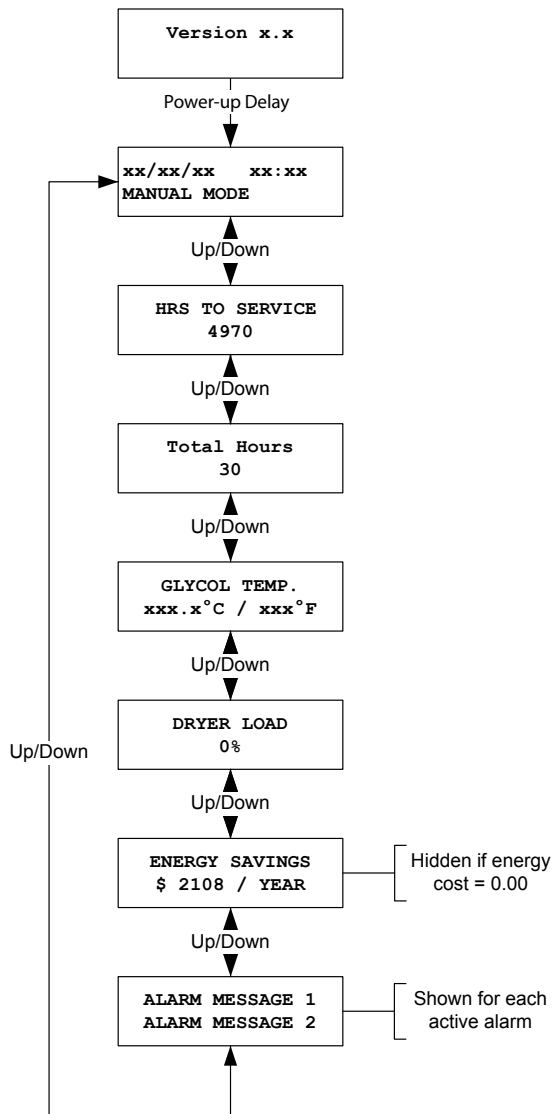 Version x.x
Power-up Delay
xx/xx/xx xx:xx
MANUAL MODE
Up/Down
HRS TO SERVICE
4970
Up/Down
Total Hours
30
Up/Down
GLYCOL TEMP.
xxx.x°C / xxx°F
Up/Down
DRYER LOAD
0%
Up/Down
Up/Down
ENERGY SAVINGS
$ 2108 / YEAR
Hidden if energy
cost = 0.00
Up/Down
ALARM MESSAGE 1
ALARM MESSAGE 2
Shown for each
active alarm